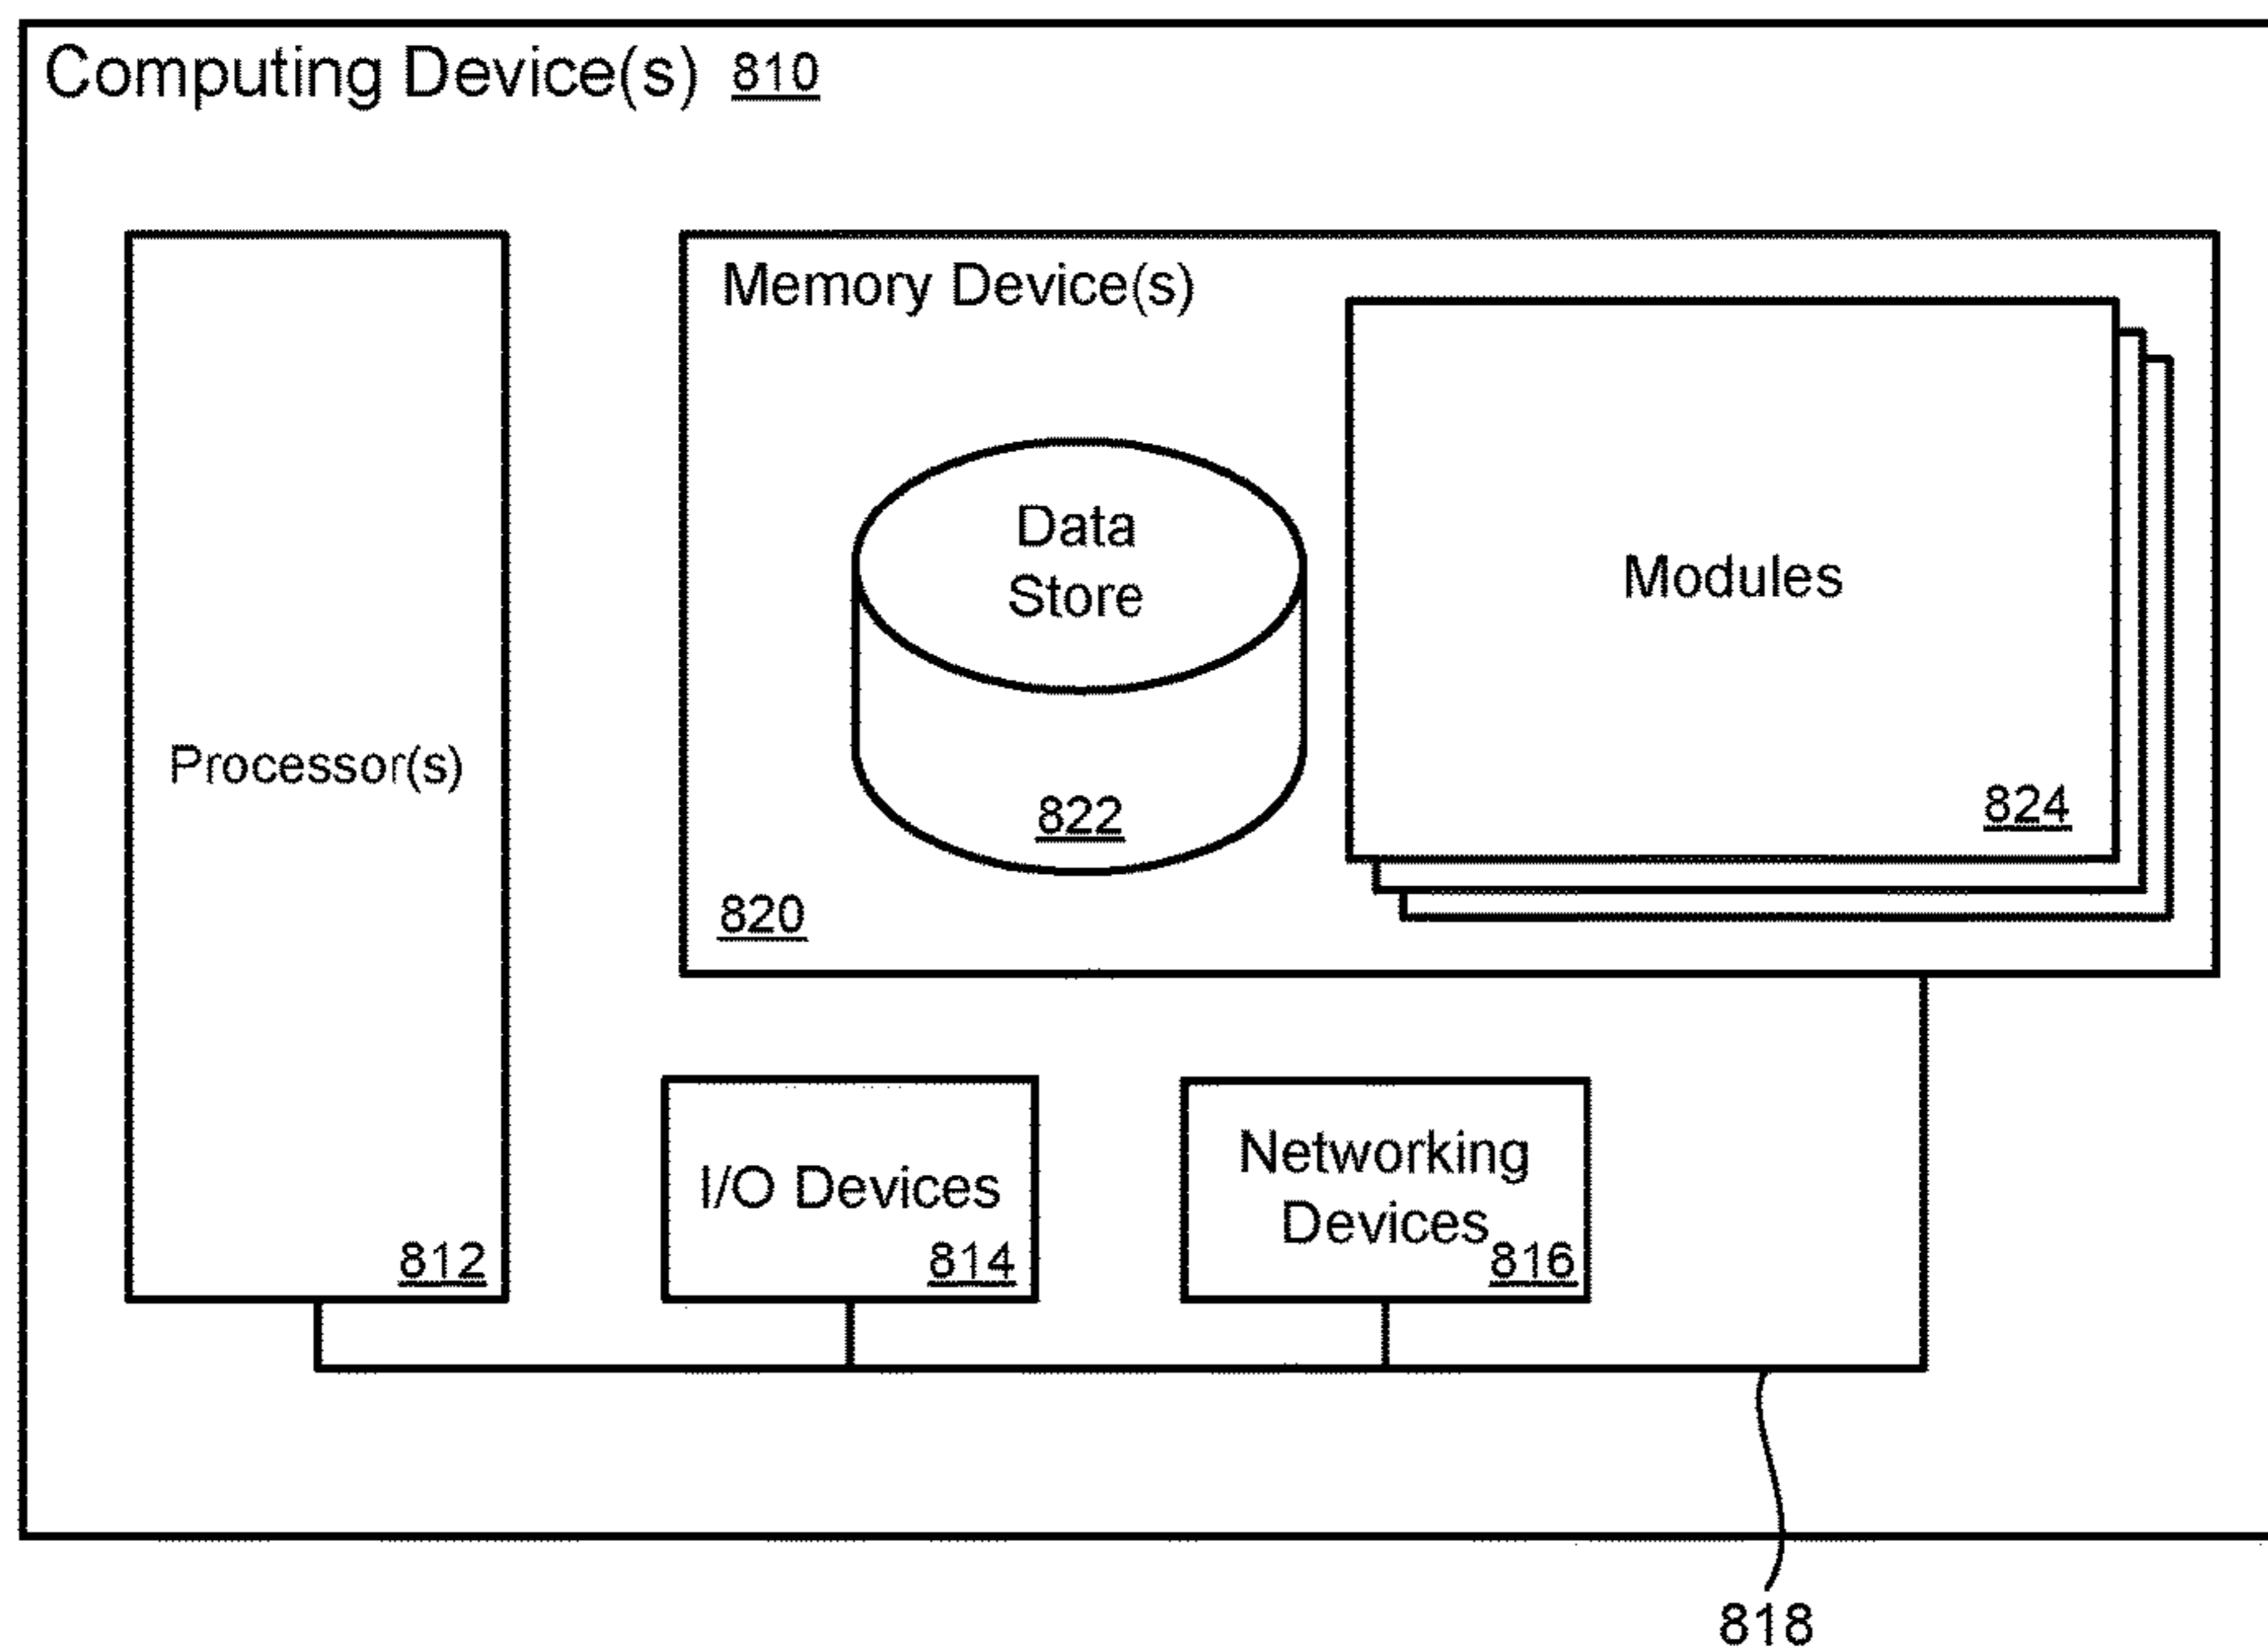 Computing Device(s) 810
Processor(s)
812
Memory Device(s)
Data
Store
822
820
Modules
824
I/O Devices
814
Networking
Devices
816
818